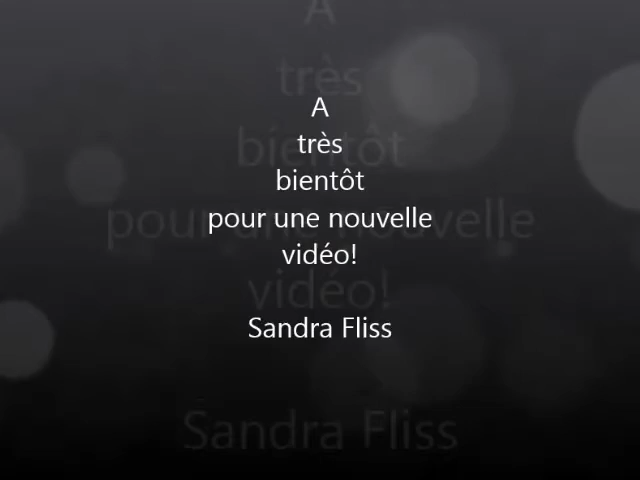 A
très
bientôt
pour une nouvelle
vidéo!
Sandra Fliss